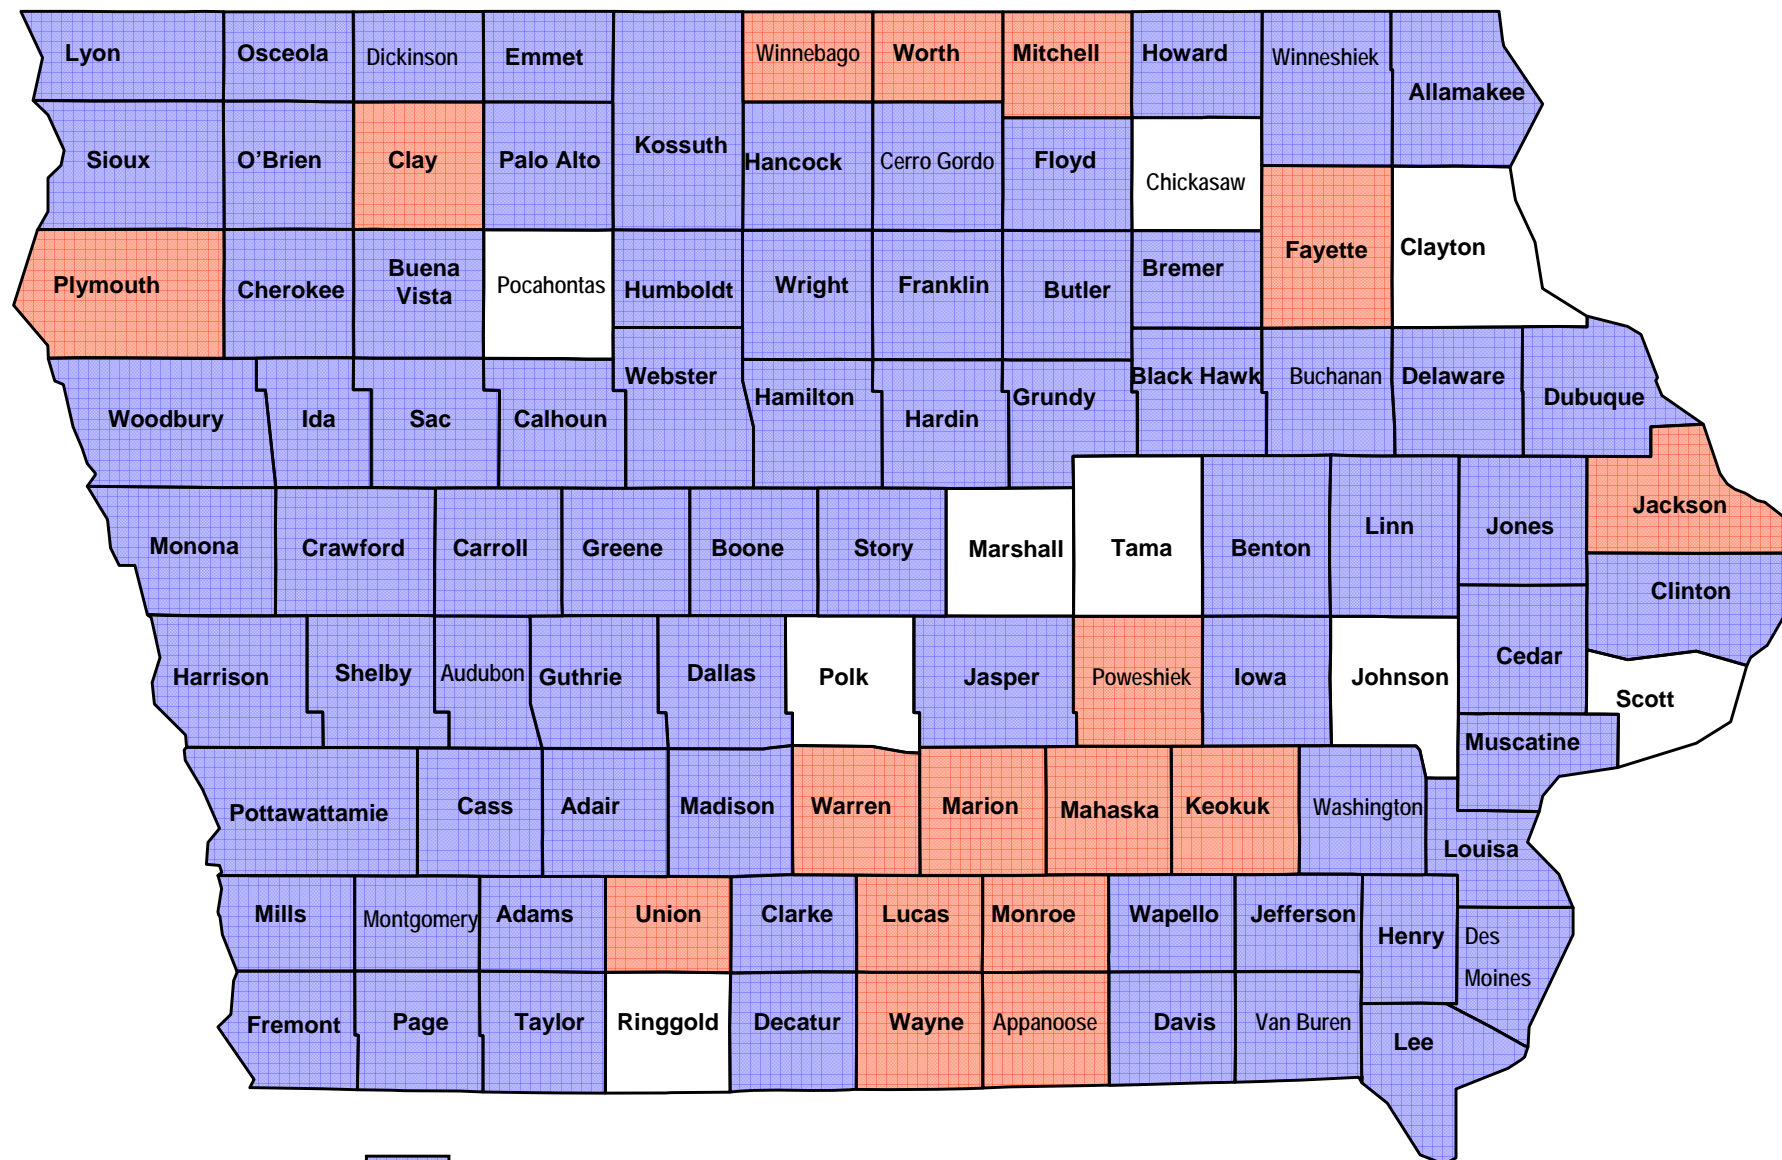 Lyon
Osceola
Dickinson
Emmet
Kossuth
Winnebago
Worth
Mitchell
Howard
Winneshiek
Allamakee
Sioux
O’Brien
Clay
Palo Alto
Hancock
Cerro Gordo
Floyd
Chickasaw
Plymouth
Cherokee
Buena
Vista
Pocahontas
Humboldt
Wright
Franklin
Butler
Bremer
Fayette
Clayton
Woodbury
Ida
Sac
Calhoun
Webster
Hamilton
Hardin
Grundy
Black Hawk
Buchanan
Delaware
Dubuque
Monona
Crawford
Carroll
Greene
Boone
Story
Marshall
Tama
Benton
Linn
Jones
Jackson
Clinton
Harrison
Shelby
Audubon
Guthrie
Dallas
Polk
Jasper
Poweshiek
Iowa
Johnson
Cedar
Scott
Muscatine
Pottawattamie
Cass
Adair
Madison
Warren
Marion
Mahaska
Keokuk
Washington
Louisa
Mills
Montgomery
Adams
Union
Clarke
Lucas
Monroe
Wapello
Jefferson
Henry
Des
Moines
Fremont
Page
Taylor
Ringgold
Decatur
Wayne
Appanoose
Davis
Van Buren
Lee